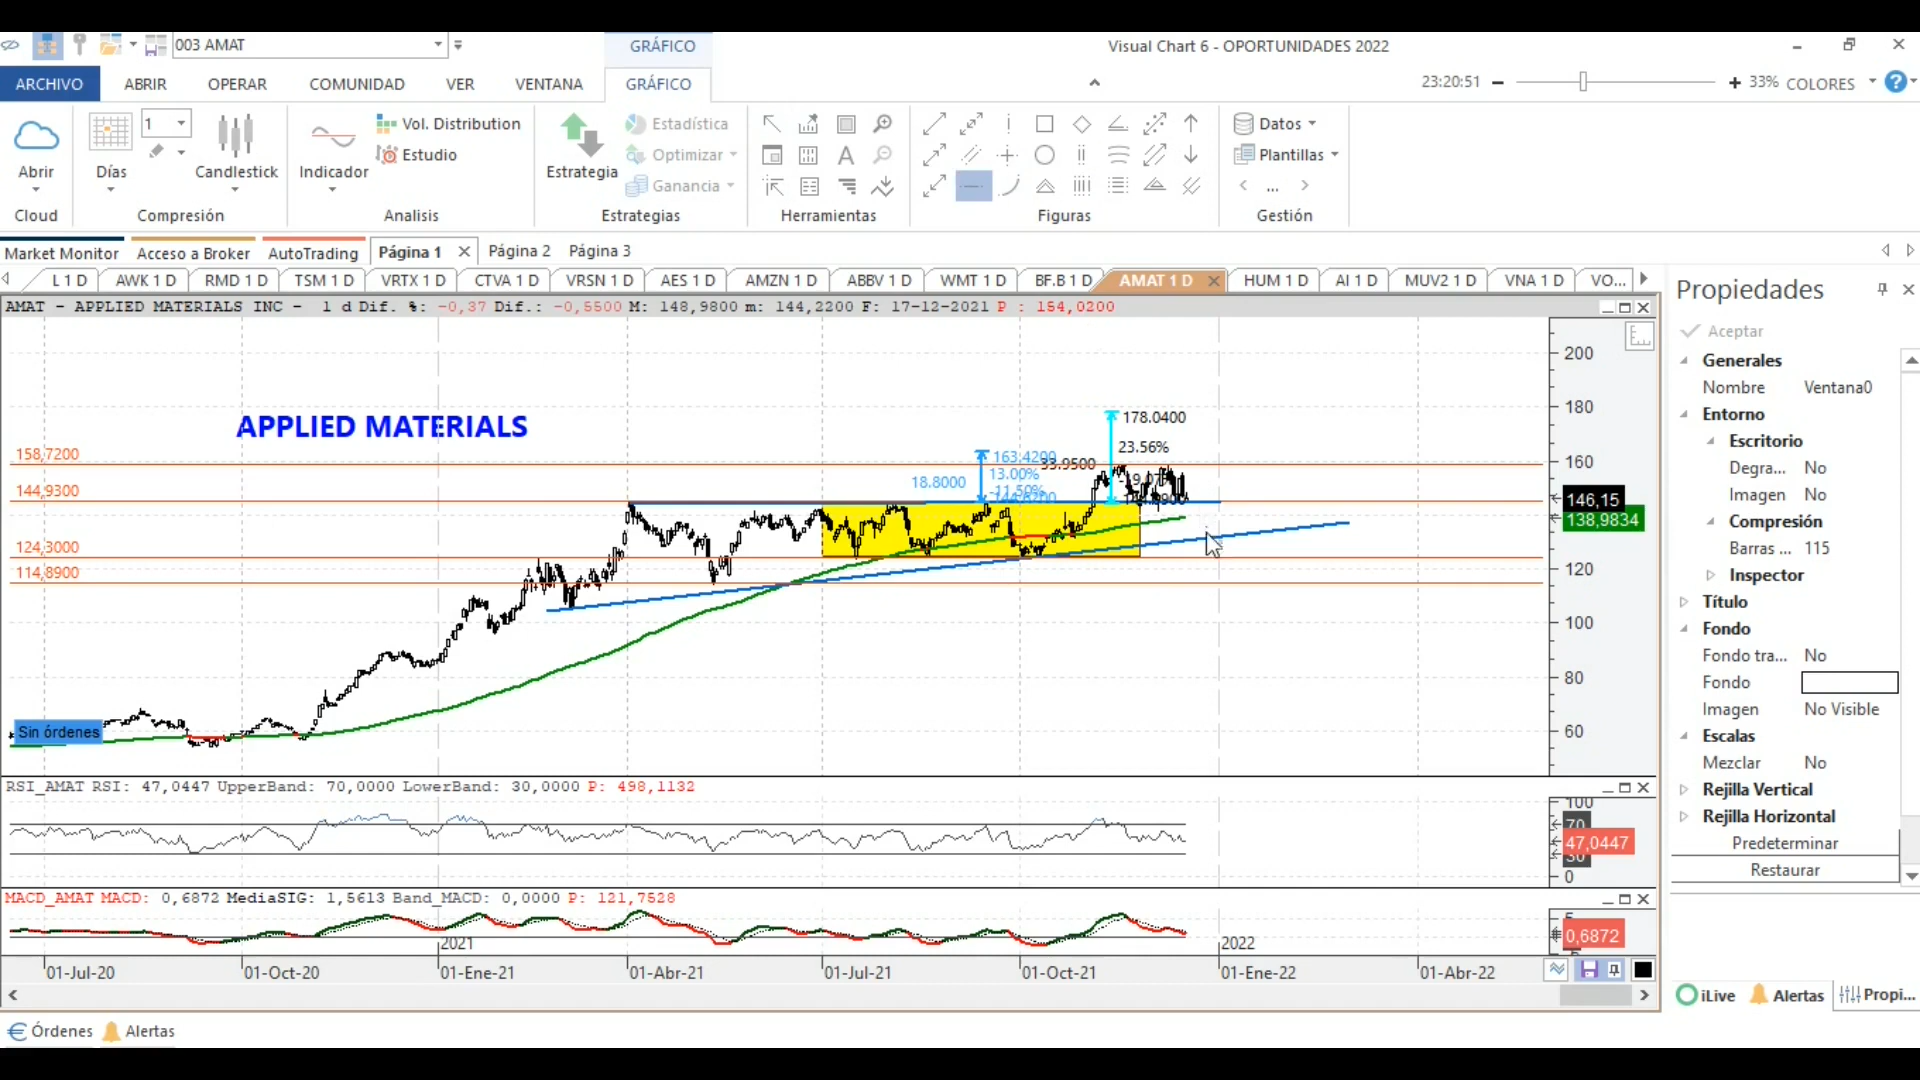 003 AMAT
GRÁFICO
Visual Chart 6 - OPORTUNIDADES 2022
ARCHIVO ABRIR OPERAR COMUNIDAD VER VENTANA GRÁFICO
23:20:51 33% COLORES ?
Abrir
Cloud
1
Días
Candlestick
Compresión
Indicador
Vol. Distribution
Estudio
Analisis
Estrategia
Estadística
Optimizar
Ganancia
Estrategias
Herramientas
Figuras
Datos
Plantillas
...
Gestión
Market Monitor Acceso a Broker AutoTrading Página 1 Página 2 Página 3
L 1 D AWK 1 D RMD 1 D TSM 1 D VRTX 1 D CTVA 1 D VRSN 1 D AES 1 D AMZN 1 D ABBV 1 D WMT 1 D BF.B 1 D AMAT 1 D HUM 1 D AI 1 D MUV2 1 D VNA 1 D VO...
AMAT - APPLIED MATERIALS INC - 1 d Dif. %: -0,37 Dif.: -0,5500 M: 148,9800 m: 144,2200 F: 17-12-2021 P : 154,0200
APPLIED MATERIALS
158,7200
144,9300
124,3000
114,8900
178.0400
23.56%
33.9500
163.4200
13.00%
-11.50%
18.8000
200
180
160
146,15
138,9834
120
100
80
60
Sin órdenes
RSI_AMAT RSI: 47,0447 UpperBand: 70,0000 LowerBand: 30,0000 P: 498,1132
100
70
47,0447
30
0
MACD_AMAT MACD: 0,6872 MediaSIG: 1,5613 Band_MACD: 0,0000 P: 121,7528
5
0,6872
2021 2022
01-Jul-20 01-Oct-20 01-Ene-21 01-Abr-21 01-Jul-21 01-Oct-21 01-Ene-22 01-Abr-22
Propiedades
Aceptar
Generales
Nombre Ventana0
Entorno
Escritorio
Degra... No
Imagen No
Compresión
Barras ... 115
Inspector
Título
Fondo
Fondo tra... No
Fondo
Imagen No Visible
Escalas
Mezclar No
Rejilla Vertical
Rejilla Horizontal
Predeterminar
Restaurar
iLive Alertas Propi...
Órdenes Alertas